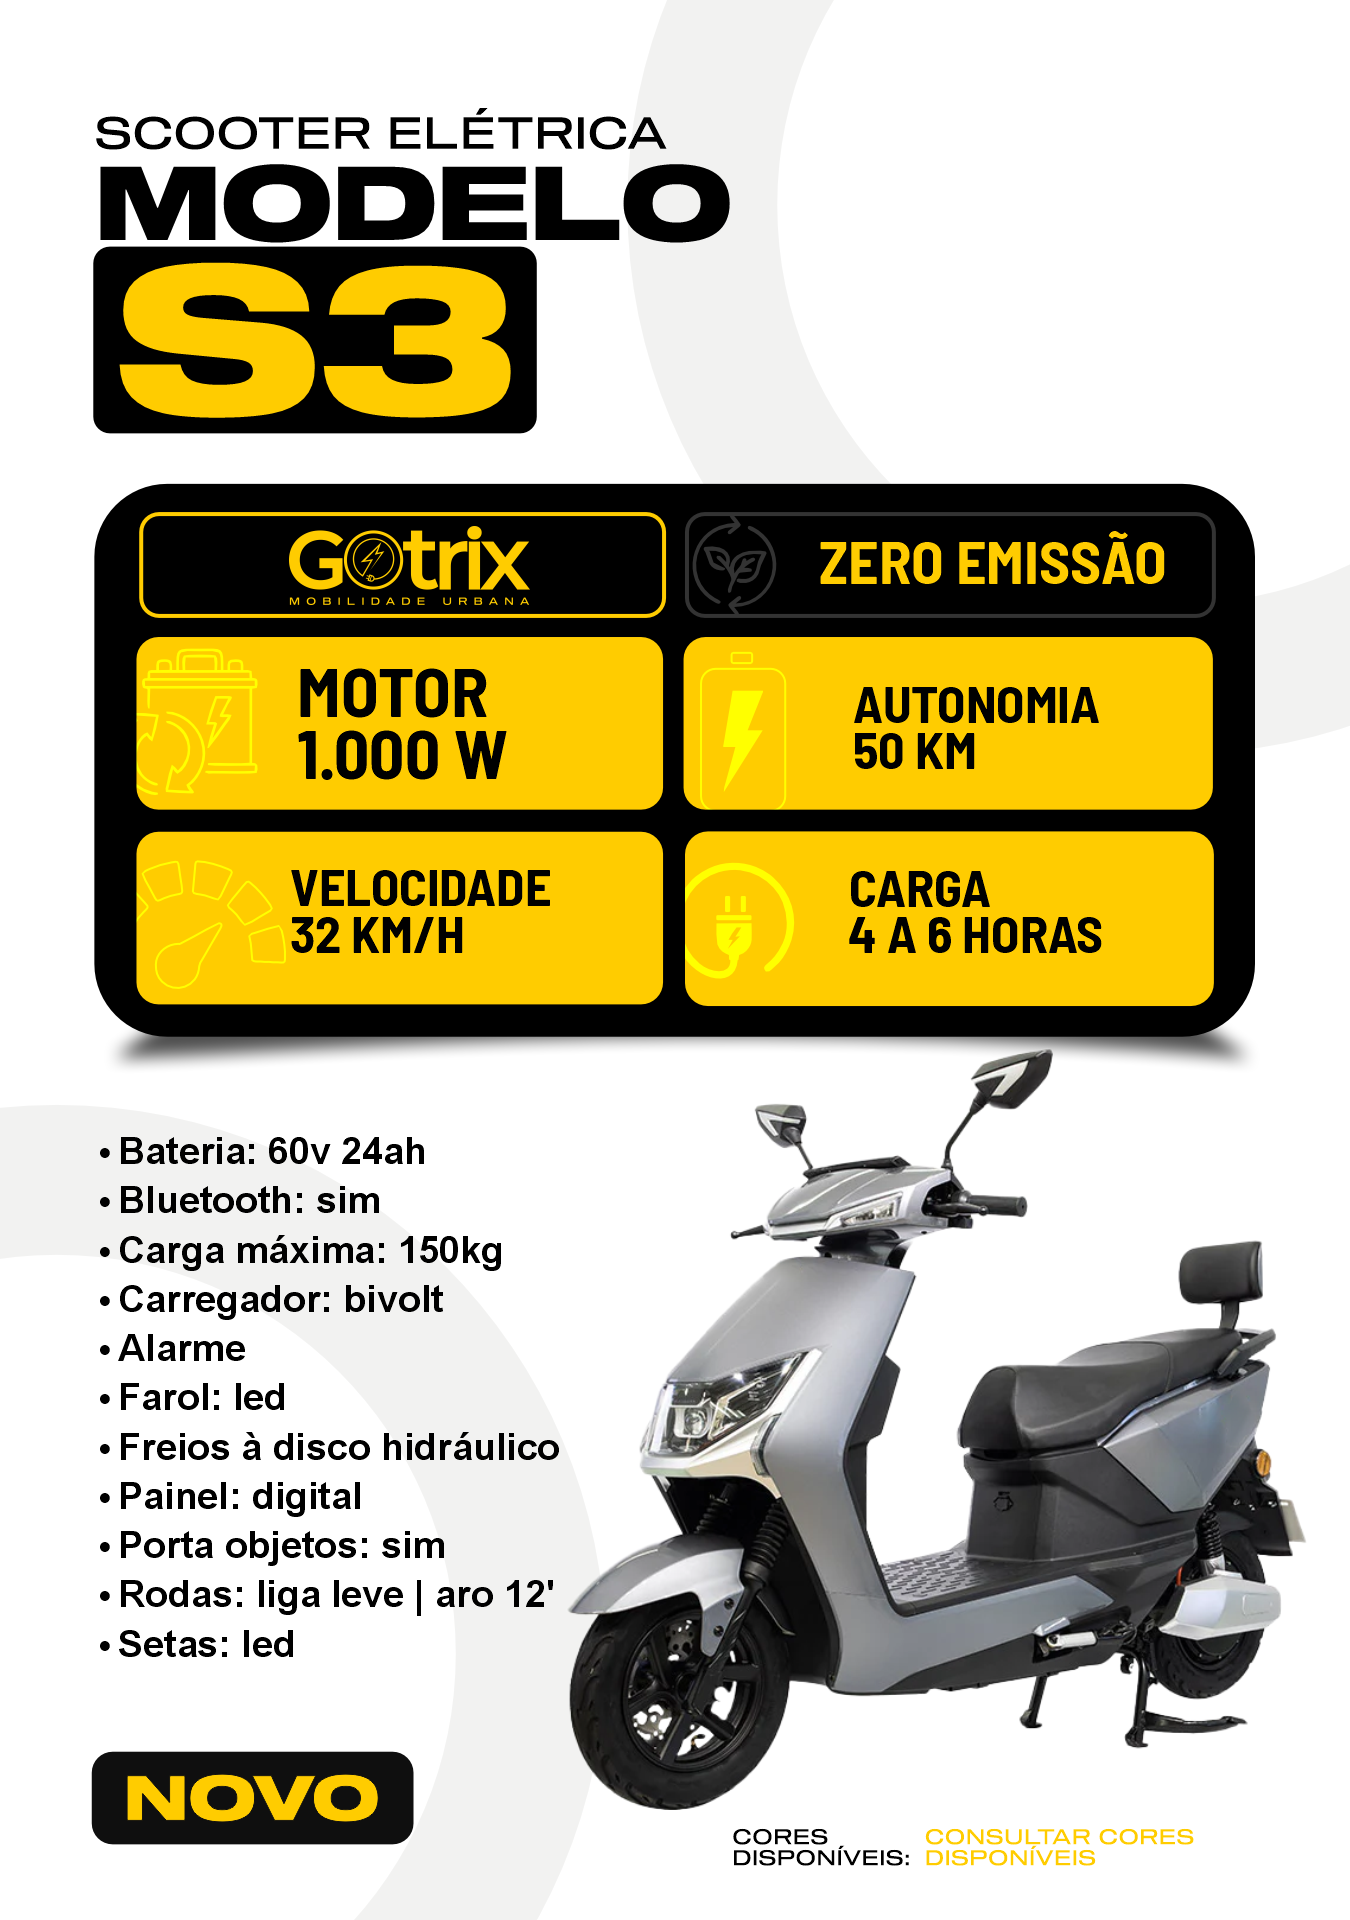 SCOOTER ELÉTRICA
MODELO
S3
GOtrix
MOBILIDADE URBANA
ZERO EMISSÃO
MOTOR
1.000 W
AUTONOMIA
50 KM
VELOCIDADE
32 KM/H
CARGA
4 A 6 HORAS
• Bateria: 60v 24ah
• Bluetooth: sim
• Carga máxima: 150kg
• Carregador: bivolt
• Alarme
• Farol: led
• Freios à disco hidráulico
• Painel: digital
• Porta objetos: sim
• Rodas: liga leve | aro 12'
• Setas: led
NOVO
CORES
DISPONÍVEIS:
CONSULTAR CORES
DISPONÍVEIS